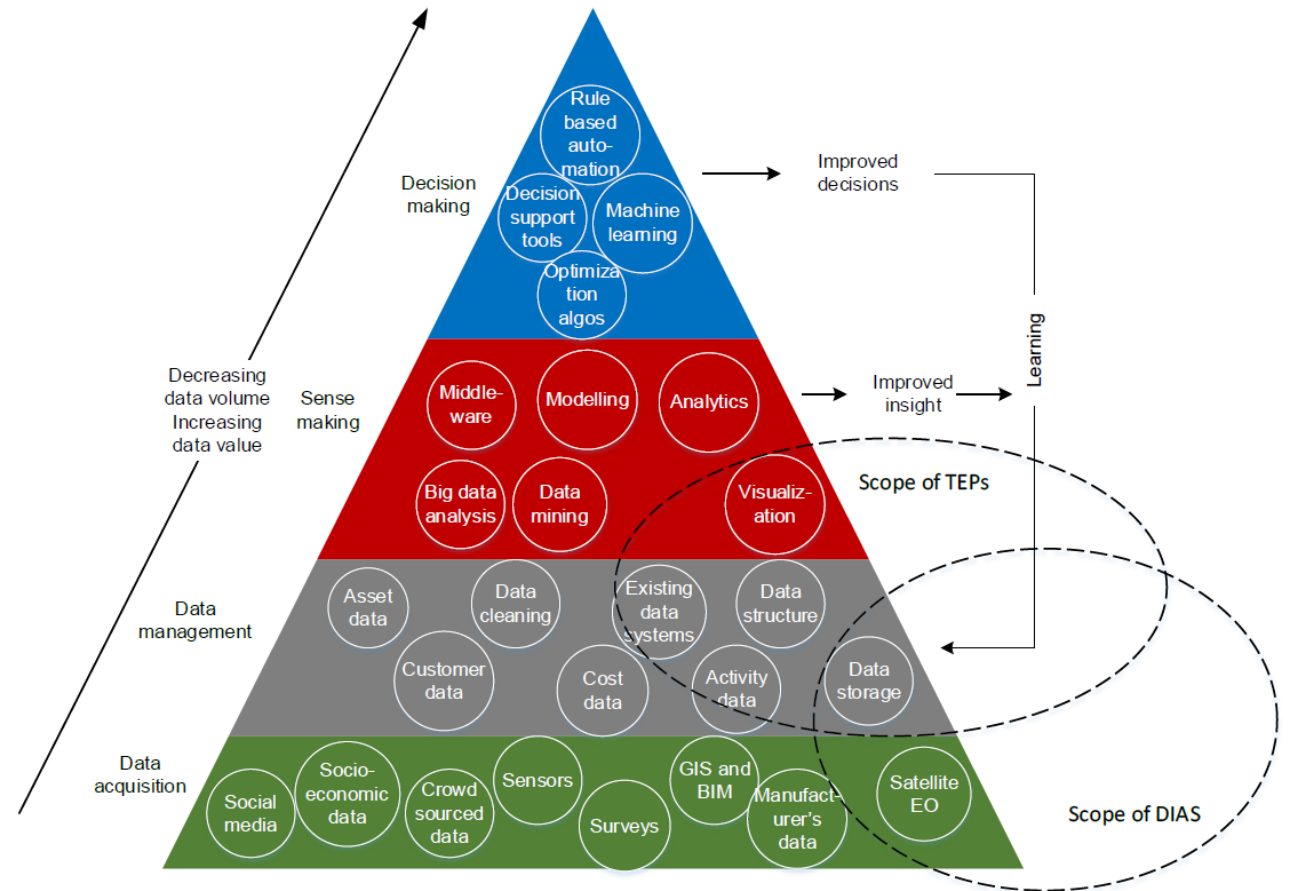 Rule
based
auto-
mation
Decision
making
Decision
support
tools
Machine
learning
Optimiza
tion
algos
Improved
decisions
Learning
Decreasing
data volume
Increasing
data value
Sense
making
Middle-
ware
Modelling
Analytics
Improved
insight
Big data
analysis
Data
mining
Visualiz-
ation
Scope of TEPs
Data
management
Asset
data
Data
cleaning
Existing
data
systems
Data
structure
Customer
data
Cost
data
Activity
data
Data
storage
Data
acquisition
Social
media
Socio-
economic
data
Crowd
sourced
data
Sensors
Surveys
GIS and
BIM
Manufact-
urer's
data
Satellite
EO
Scope of DIAS